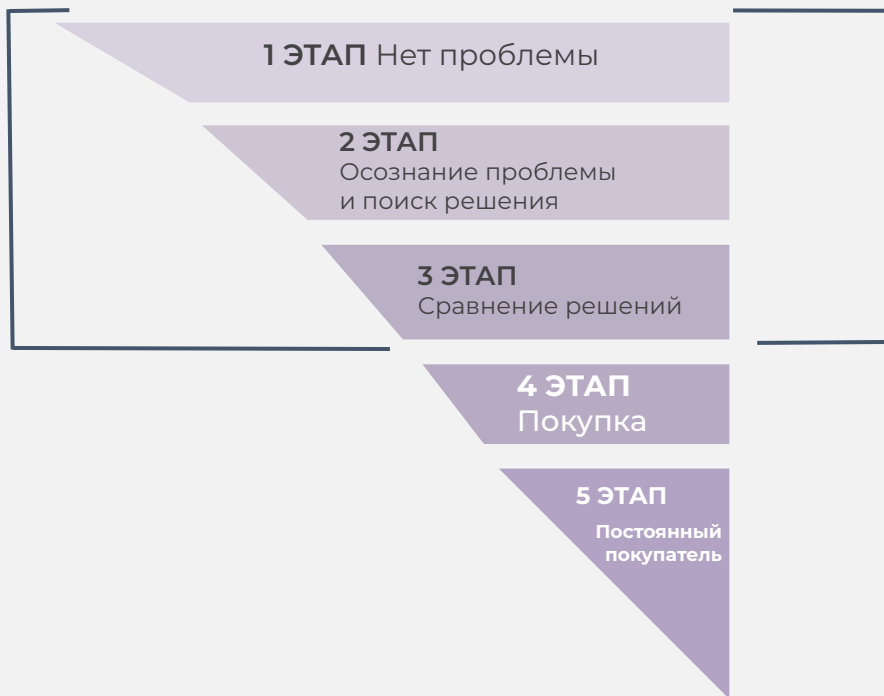 1 ЭТАП Нет проблемы
2 ЭТАП
Осознание проблемы
и поиск решения
3 ЭТАП
Сравнение решений
4 ЭТАП
Покупка
5 ЭТАП
Постоянный
покупатель